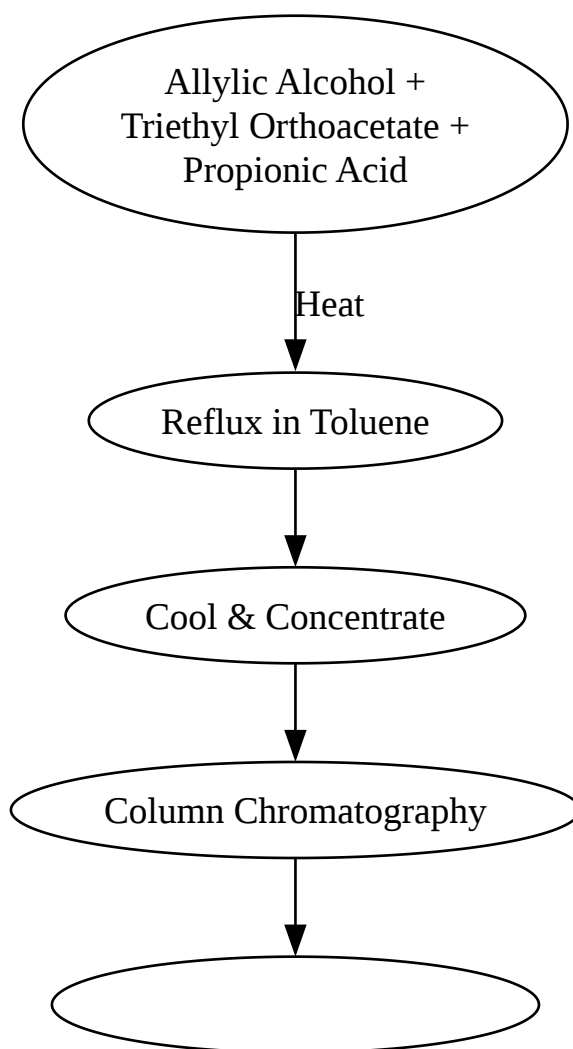 Allylic Alcohol +
Triethyl Orthoacetate +
Propionic Acid
Heat
Reflux in Toluene
Cool & Concentrate
Column Chromatography